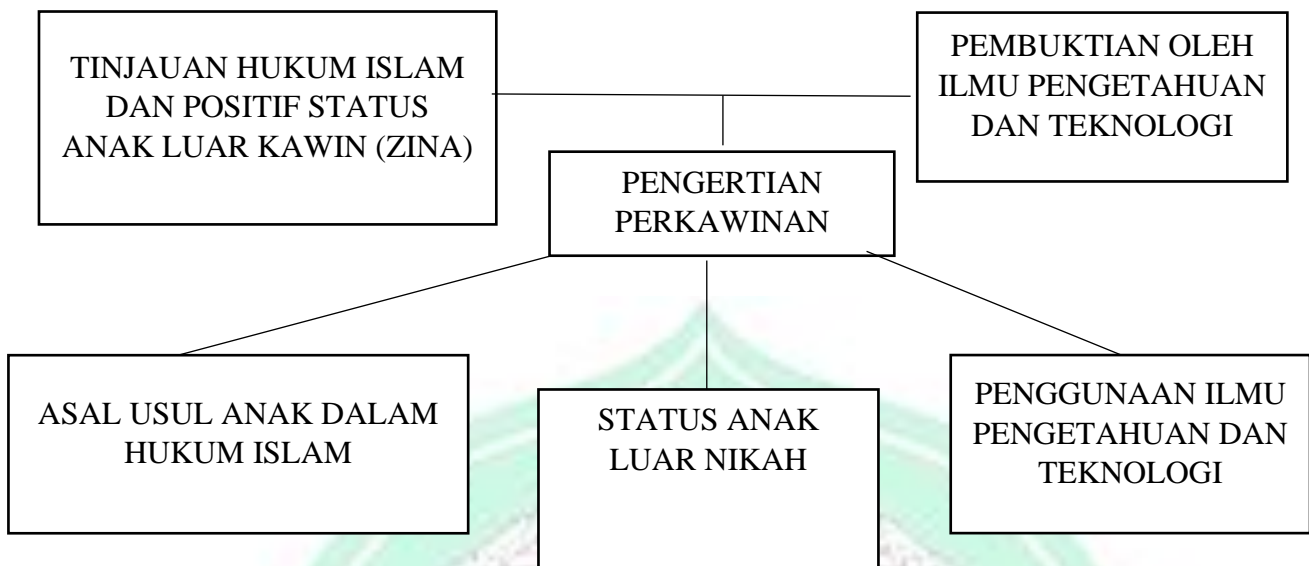 TINJAUAN HUKUM ISLAM
DAN POSITIF STATUS
ANAK LUAR KAWIN (ZINA)
PEMBUKTIAN OLEH
ILMU PENGETAHUAN
DAN TEKNOLOGI
PENGERTIAN
PERKAWINAN
ASAL USUL ANAK DALAM
HUKUM ISLAM
STATUS ANAK
LUAR NIKAH
PENGGUNAAN ILMU
PENGETAHUAN DAN
TEKNOLOGI